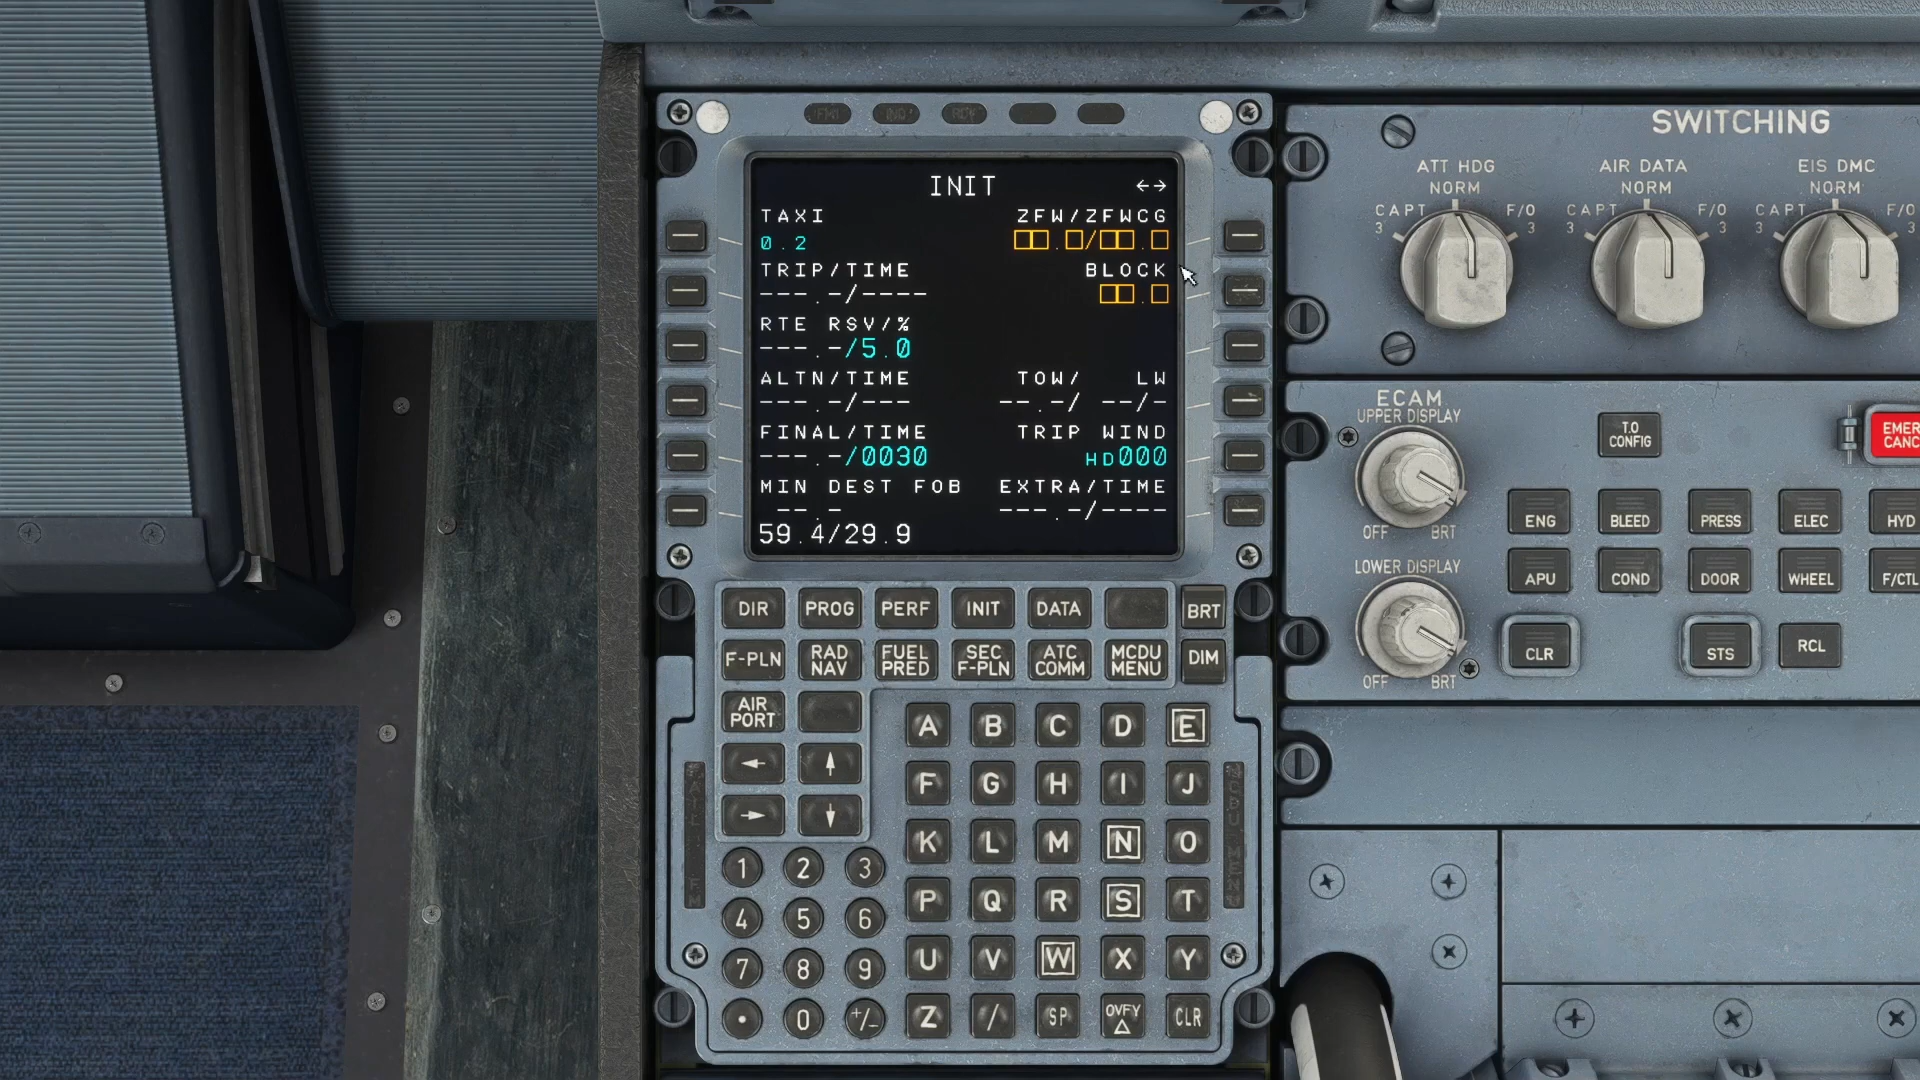 INIT ←→
TAXI ZFW/ZFWCG
0.2 □□.□/□□.□
TRIP/TIME BLOCK
---.-/---- □□.□
RTE RSV/%
---.-/5.0
ALTN/TIME TOW/ LW
---.-/--- --.-/ --/-
FINAL/TIME TRIP WIND
---.-/0030 HD000
MIN DEST FOB EXTRA/TIME
--.- ---.-/----
59.4/29.9
DIR PROG PERF INIT DATA BRT
F-PLN RAD NAV FUEL PRED SEC F-PLN ATC COMM MCDU MENU DIM
AIR PORT
← ↑
→ ↓
A B C D E
F G H I J
K L M N O
P Q R S T
U V W X Y
Z / SP OVFY △ CLR
1 2 3
4 5 6
7 8 9
. 0 +/-
SWITCHING
ATT HDG AIR DATA EIS DMC
NORM NORM NORM
CAPT 3 F/O 3 CAPT 3 F/O 3 CAPT 3 F/O
ECAM
UPPER DISPLAY
OFF BRT
LOWER DISPLAY
OFF BRT
T.O CONFIG
EMER CANC
ENG BLEED PRESS ELEC HYD
APU COND DOOR WHEEL F/CTL
CLR STS RCL